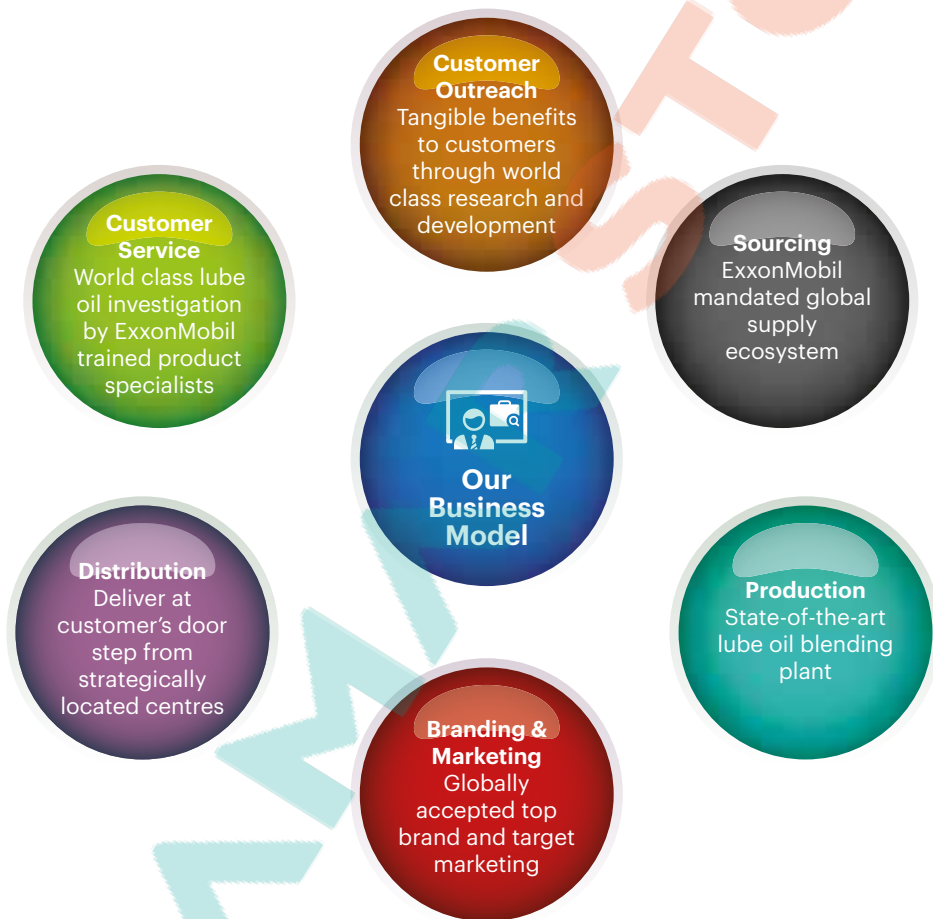 Customer
Outreach
Tangible benefits
to customers
through world
class research and
development
Customer
Service
World class lube
oil investigation
by ExxonMobil
trained product
specialists
Sourcing
ExxonMobil
mandated global
supply
ecosystem
Our
Business
Model
Distribution
Deliver at
customer's door
step from
strategically
located centres
Production
State-of-the-art
lube oil blending
plant
Branding &
Marketing
Globally
accepted top
brand and target
marketing